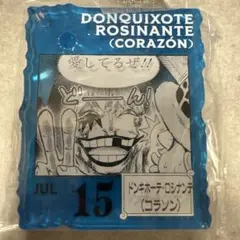 DONQUIXOTE
ROSINANTE
(CORAZÓN)
愛してるぜ!!
どーん!
JUL
15
ドンキホーテ・ロシナンテ
(コラソン)